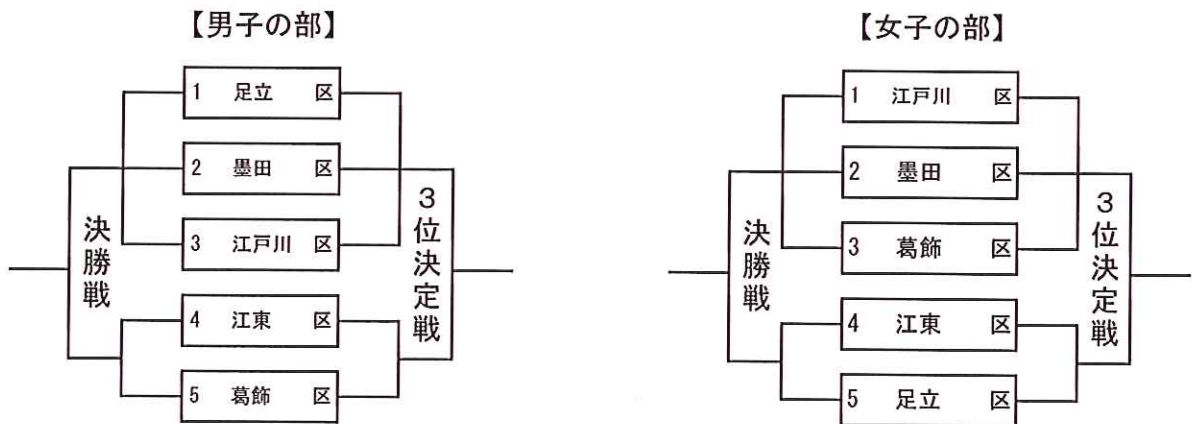 【男子の部】
1 足立 区
2 墨田 区
3 江戸川 区
4 江東 区
5 葛飾 区
決勝戦
3位決定戦
【女子の部】
1 江戸川 区
2 墨田 区
3 葛飾 区
4 江東 区
5 足立 区
決勝戦
3位決定戦